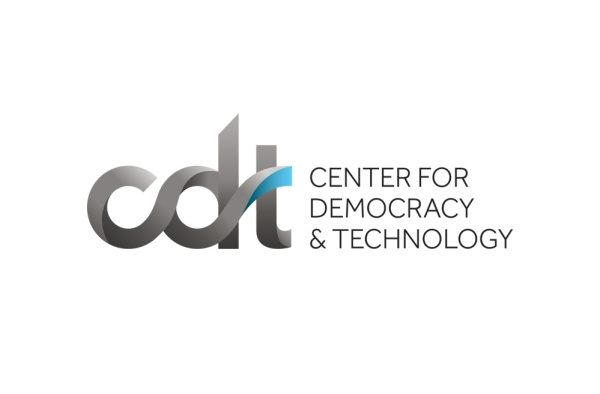 cdt
CENTER FOR
DEMOCRACY
& TECHNOLOGY